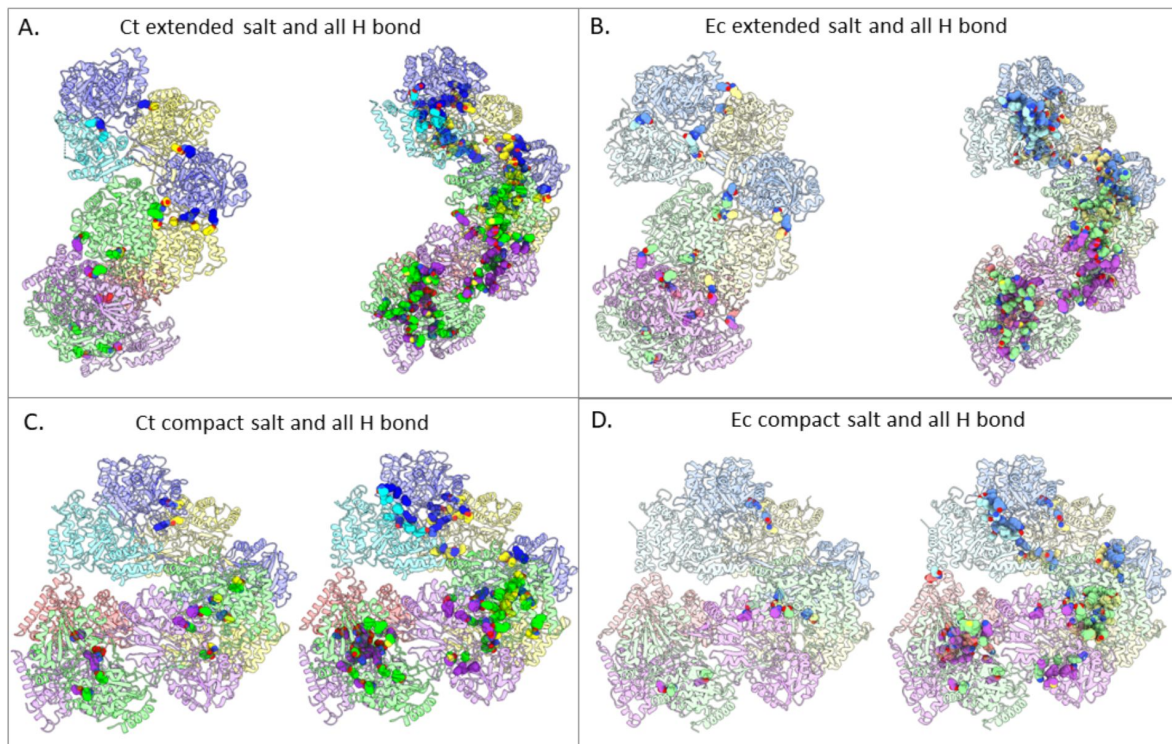 A. Ct extended salt and all H bond
B. Ec extended salt and all H bond
C. Ct compact salt and all H bond
D. Ec compact salt and all H bond